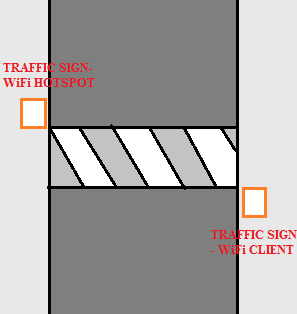 TRAFFIC SIGN-
WiFi HOTSPOT
TRAFFIC SIGN
- WiFi CLIENT